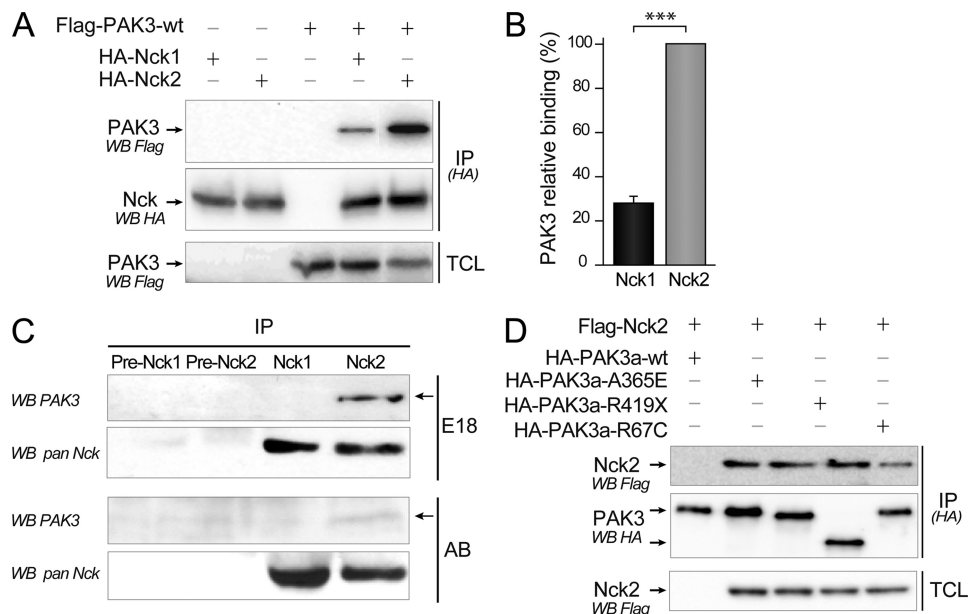 A
Flag-PAK3-wt – – + + +
HA-Nck1 + – – + –
HA-Nck2 – + – – +
PAK3
WB Flag
Nck
WB HA
IP
(HA)
PAK3
WB Flag
TCL
B
***
PAK3 relative binding (%)
100
80
60
40
20
0
Nck1 Nck2
C
IP
Pre-Nck1 Pre-Nck2 Nck1 Nck2
WB PAK3
WB pan Nck
E18
WB PAK3
WB pan Nck
AB
D
Flag-Nck2 + + + +
HA-PAK3a-wt + – – –
HA-PAK3a-A365E – + – –
HA-PAK3a-R419X – – + –
HA-PAK3a-R67C – – – +
Nck2
WB Flag
PAK3
WB HA
IP
(HA)
Nck2
WB Flag
TCL